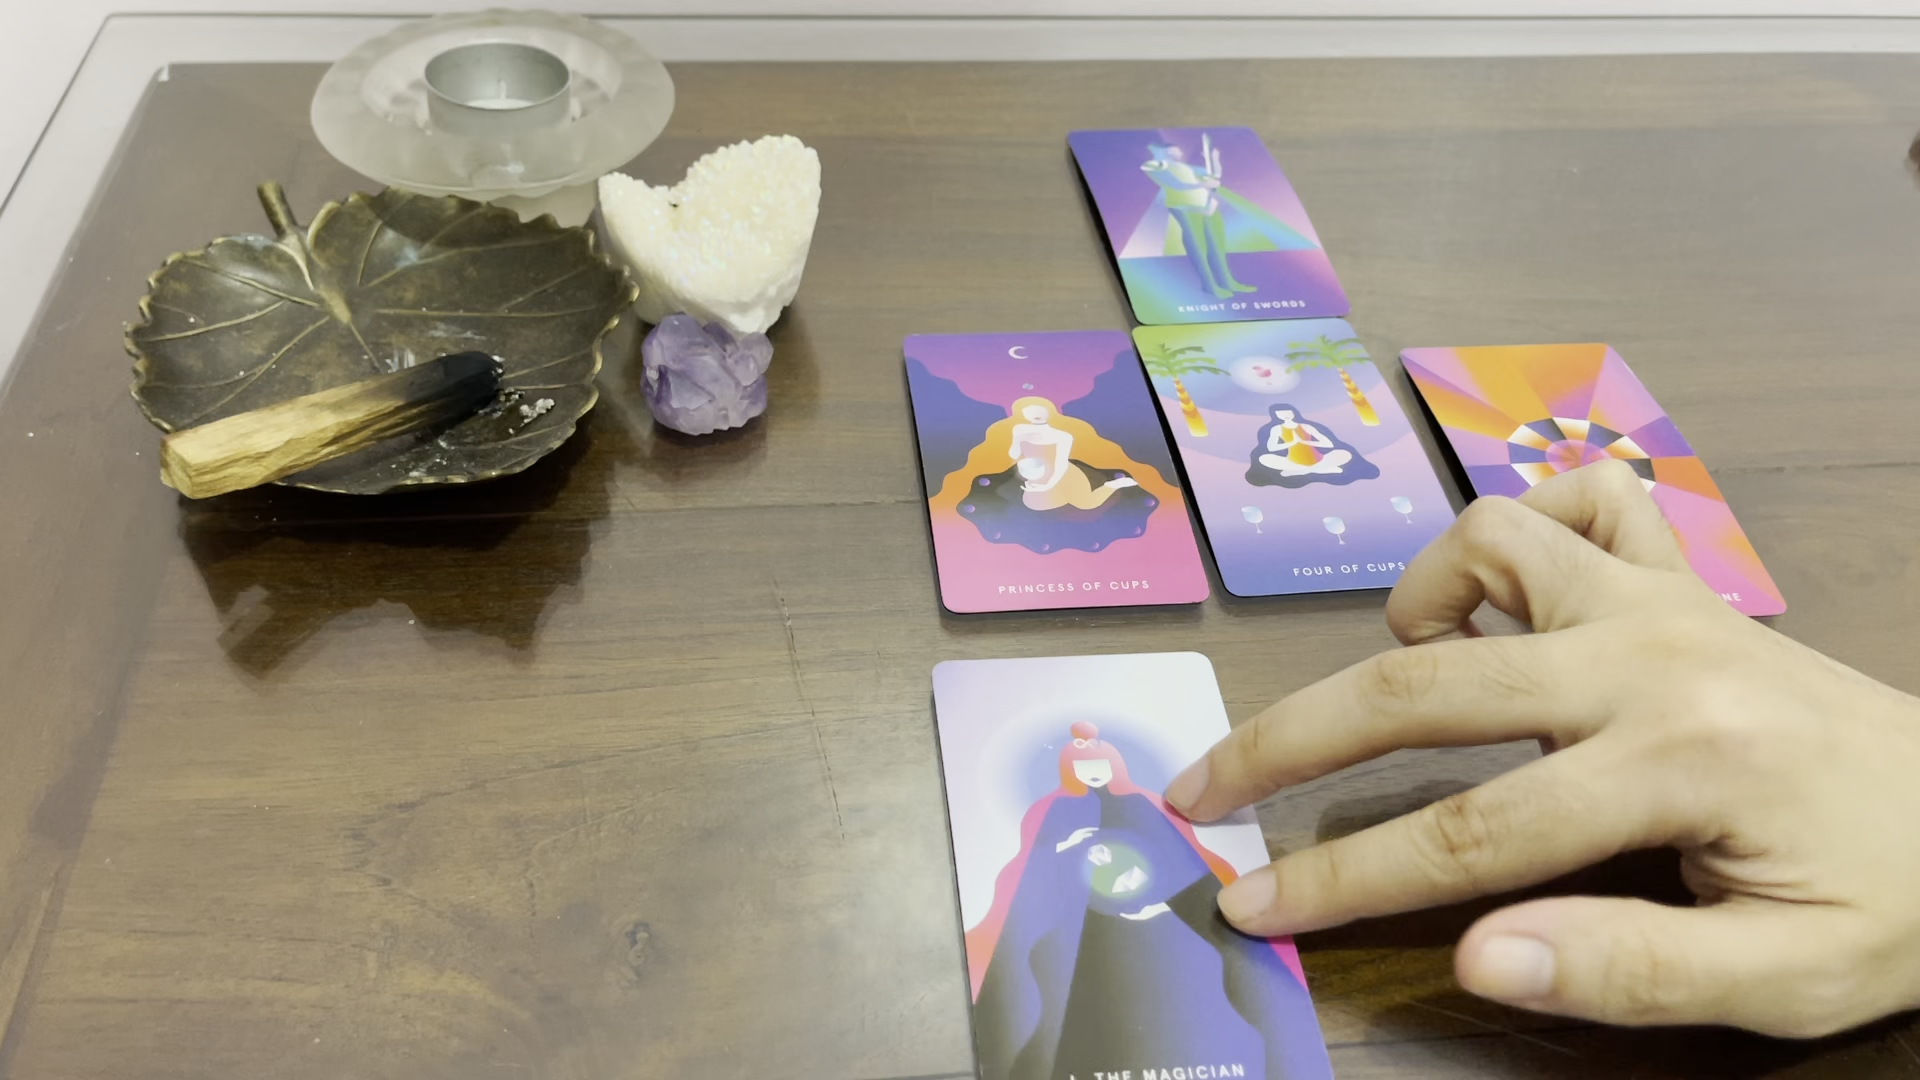 KNIGHT OF SWORDS
PRINCESS OF CUPS
FOUR OF CUPS
I. THE MAGICIAN